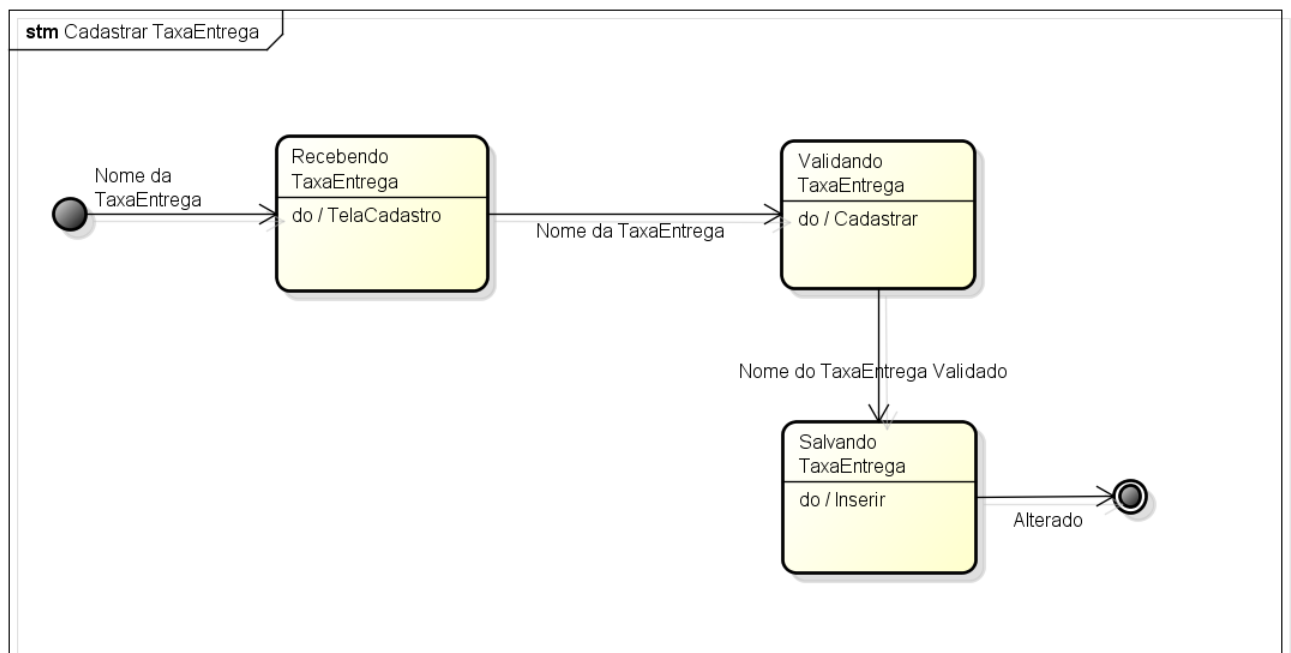 stm Cadastrar TaxaEntrega
Nome da
TaxaEntrega
Recebendo
TaxaEntrega
do / TelaCadastro
Nome da TaxaEntrega
Validando
TaxaEntrega
do / Cadastrar
Nome do TaxaEntrega Validado
Salvando
TaxaEntrega
do / Inserir
Alterado